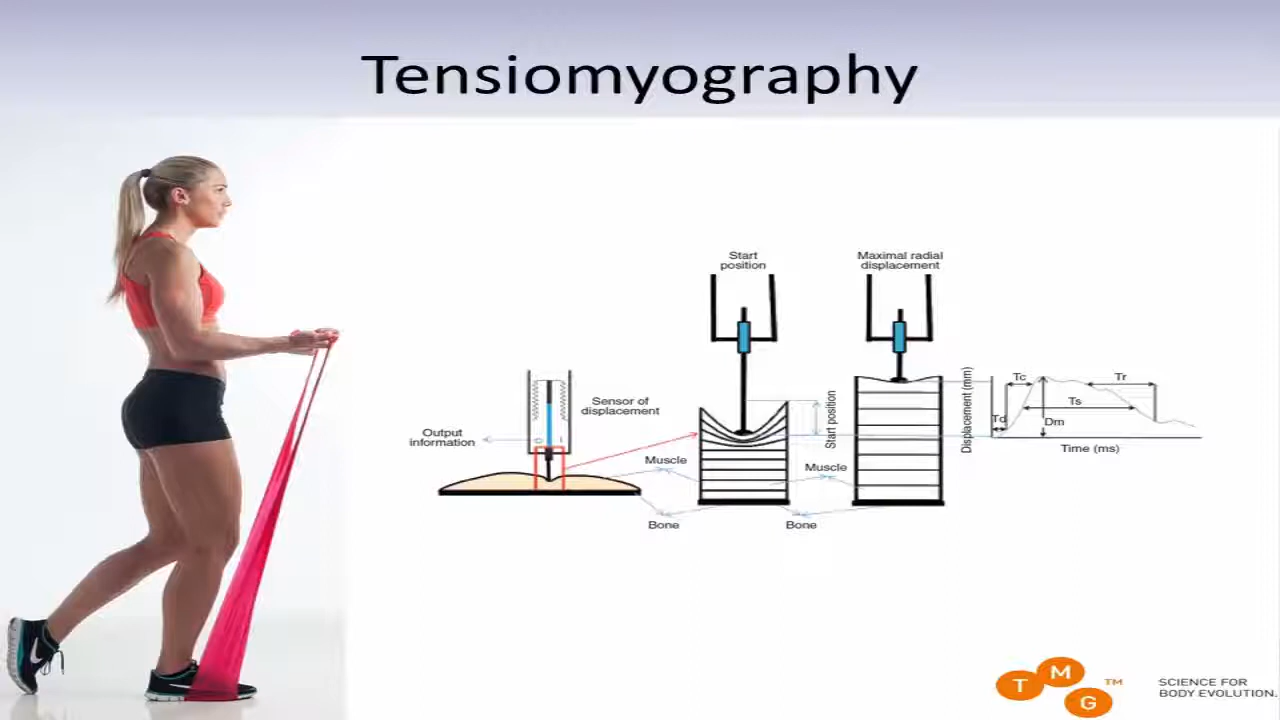 Tensiomyography
Start
position
Maximal radial
displacement
Sensor of
displacement
Output
information
Muscle
Bone
Start position
Muscle
Bone
Displacement (mm)
Tc
Tr
Ts
Td
Dm
Time (ms)
TMG™
SCIENCE FOR
BODY EVOLUTION.